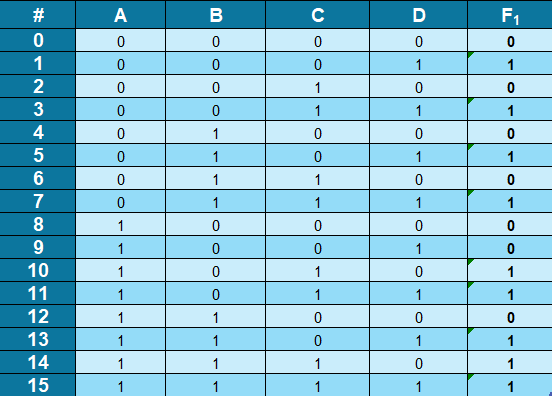 # A B C D F₁
0 0 0 0 0 0
1 0 0 0 1 1
2 0 0 1 0 0
3 0 0 1 1 1
4 0 1 0 0 0
5 0 1 0 1 1
6 0 1 1 0 0
7 0 1 1 1 1
8 1 0 0 0 0
9 1 0 0 1 0
10 1 0 1 0 1
11 1 0 1 1 1
12 1 1 0 0 0
13 1 1 0 1 1
14 1 1 1 0 1
15 1 1 1 1 1